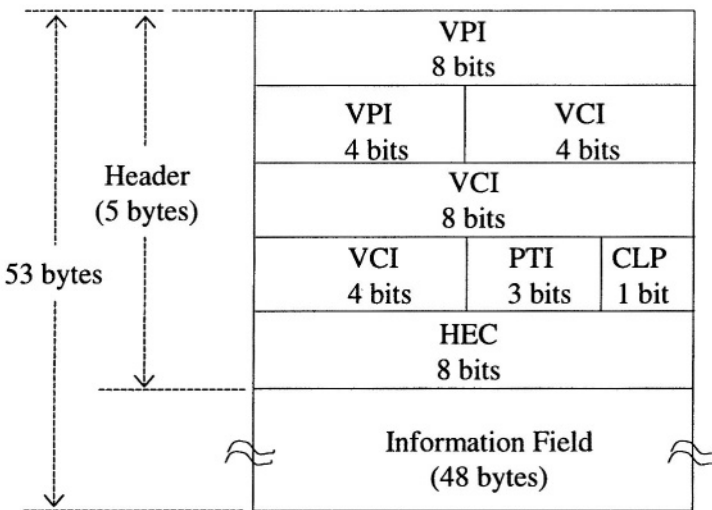 VPI
8 bits
VPI
4 bits
VCI
4 bits
Header
(5 bytes)
VCI
8 bits
53 bytes
VCI
4 bits
PTI
3 bits
CLP
1 bit
HEC
8 bits
Information Field
(48 bytes)